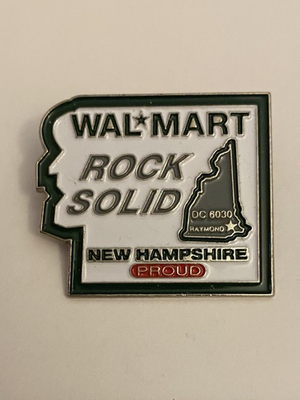 WAL★MART
ROCK
SOLID
DC 6030
RAYMOND
NEW HAMPSHIRE
PROUD